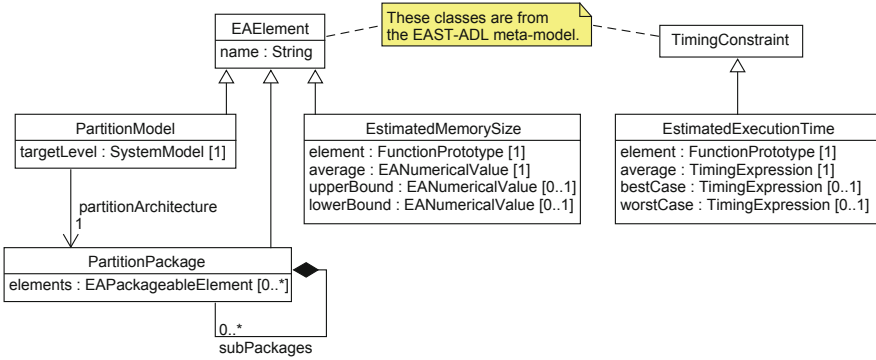 EAElement
name : String
These classes are from
the EAST-ADL meta-model.
TimingConstraint
PartitionModel
targetLevel : SystemModel [1]
EstimatedMemorySize
element : FunctionPrototype [1]
average : EANumericalValue [1]
upperBound : EANumericalValue [0..1]
lowerBound : EANumericalValue [0..1]
EstimatedExecutionTime
element : FunctionPrototype [1]
average : TimingExpression [1]
bestCase : TimingExpression [0..1]
worstCase : TimingExpression [0..1]
partitionArchitecture
1
PartitionPackage
elements : EAPackageableElement [0..*]
0..*
subPackages